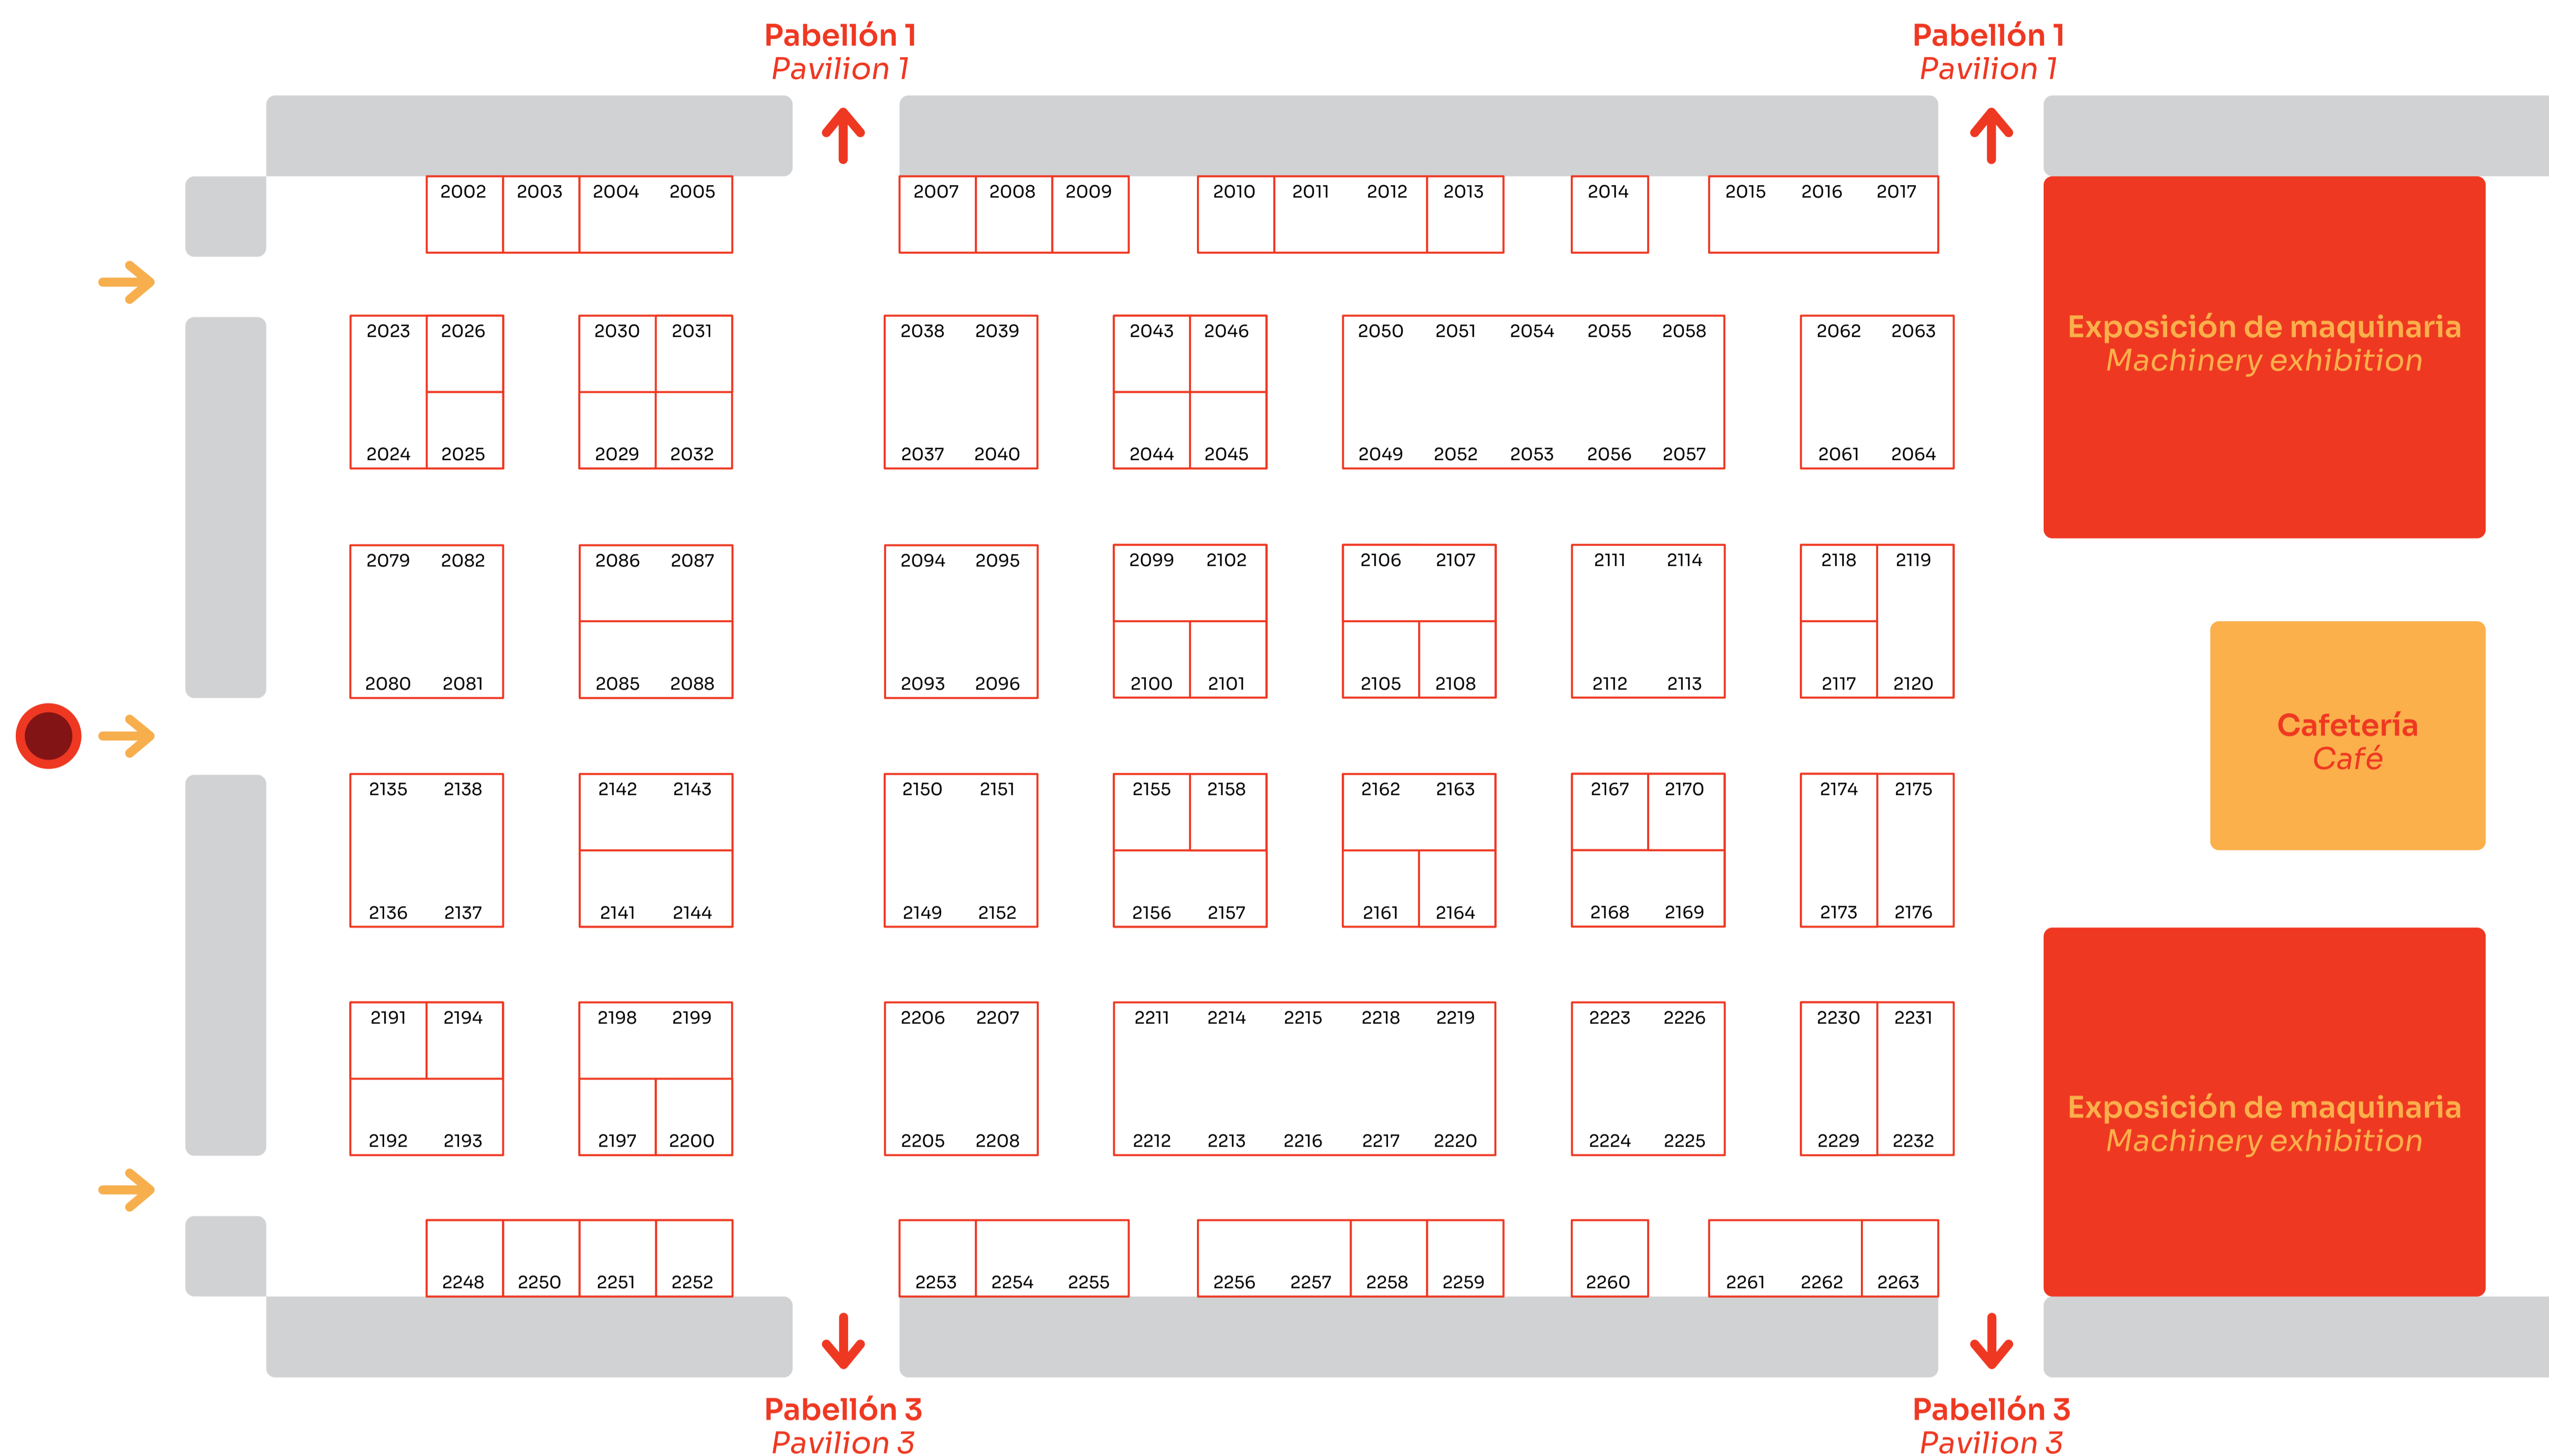 Pabellón 1
Pavilion 1
Pabellón 1
Pavilion 1
2002 2003 2004 2005 2007 2008 2009 2010 2011 2012 2013 2014 2015 2016 2017
2023 2026 2030 2031 2038 2039 2043 2046 2050 2051 2054 2055 2058 2062 2063
Exposición de maquinaria
Machinery exhibition
2024 2025 2029 2032 2037 2040 2044 2045 2049 2052 2053 2056 2057 2061 2064
2079 2082 2086 2087 2094 2095 2099 2102 2106 2107 2111 2114 2118 2119
2080 2081 2085 2088 2093 2096 2100 2101 2105 2108 2112 2113 2117 2120
Cafetería
Café
2135 2138 2142 2143 2150 2151 2155 2158 2162 2163 2167 2170 2174 2175
2136 2137 2141 2144 2149 2152 2156 2157 2161 2164 2168 2169 2173 2176
2191 2194 2198 2199 2206 2207 2211 2214 2215 2218 2219 2223 2226 2230 2231
Exposición de maquinaria
Machinery exhibition
2192 2193 2197 2200 2205 2208 2212 2213 2216 2217 2220 2224 2225 2229 2232
2248 2250 2251 2252 2253 2254 2255 2256 2257 2258 2259 2260 2261 2262 2263
Pabellón 3
Pavilion 3
Pabellón 3
Pavilion 3